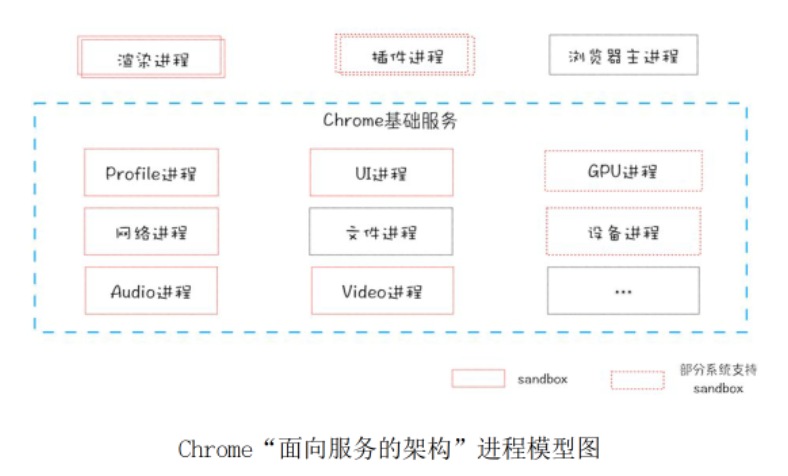 渲染进程 插件进程 浏览器主进程
Chrome基础服务
Profile进程 UI进程 GPU进程
网络进程 文件进程 设备进程
Audio进程 Video进程 ...
sandbox 部分系统支持
sandbox
Chrome“面向服务的架构”进程模型图